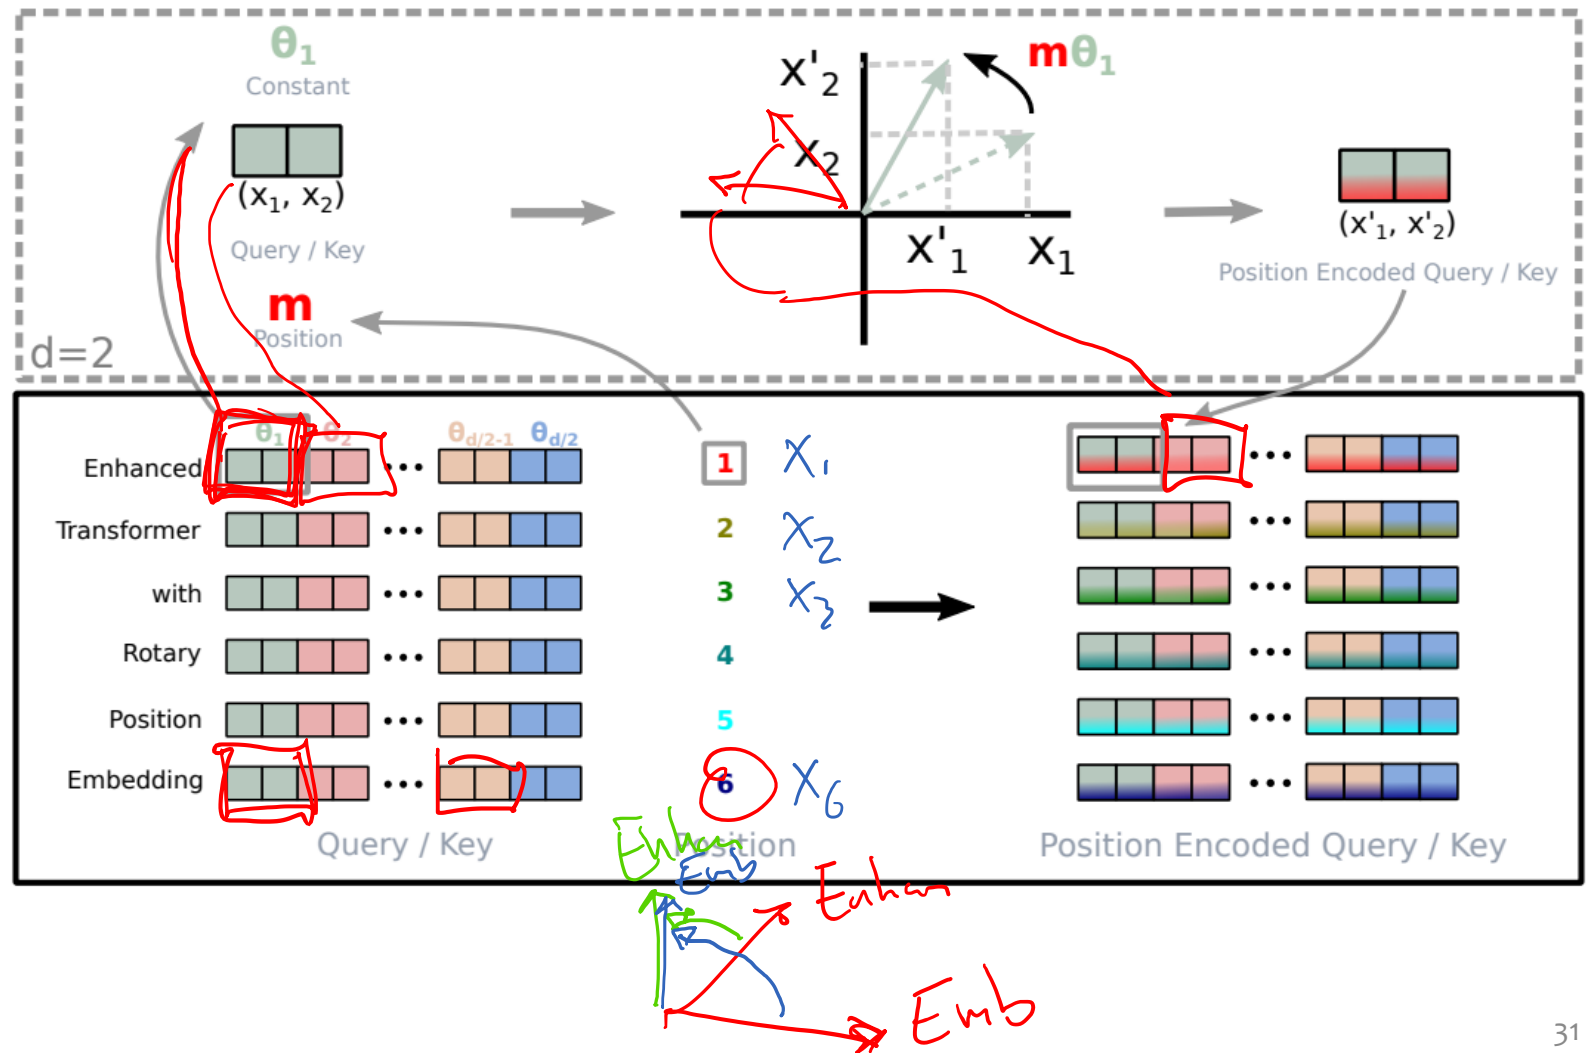 θ₁
Constant
(x₁, x₂)
Query / Key
m
Position
d=2
x'₂
x₂
x'₁
x₁
mθ₁
(x'₁, x'₂)
Position Encoded Query / Key
θ₁ θ₂ θd/2-1 θd/2
Enhanced ••• 1 x₁ •••
Transformer ••• 2 x₂ •••
with ••• 3 x₃ •••
Rotary ••• 4 •••
Position ••• 5 •••
Embedding ••• 6 x₆ •••
Query / Key
Position
Position Encoded Query / Key
Enhan
Emb
Enhan
Emb
31